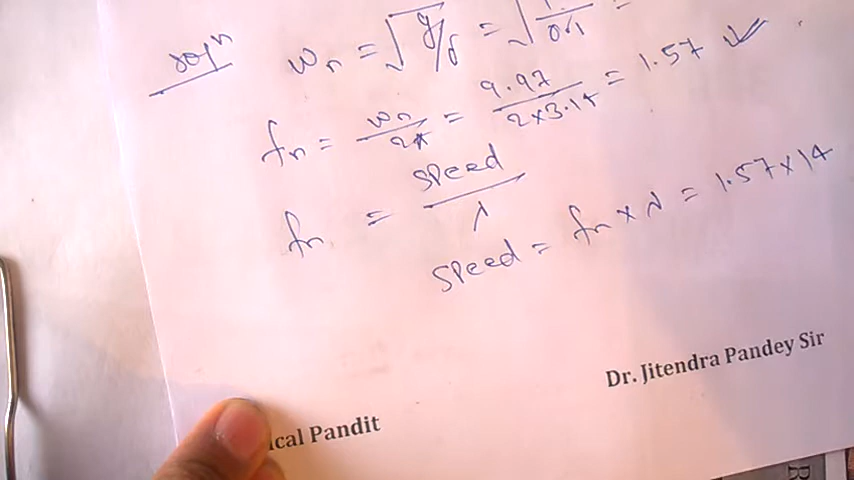 Solⁿ ωn = √g/δ = √ 0.1 =
fn = ωn/2π = 9.97/2×3.14 = 1.57
fn = speed/λ
speed = fn × λ = 1.57×14
Dr. Jitendra Pandey Sir
ical Pandit